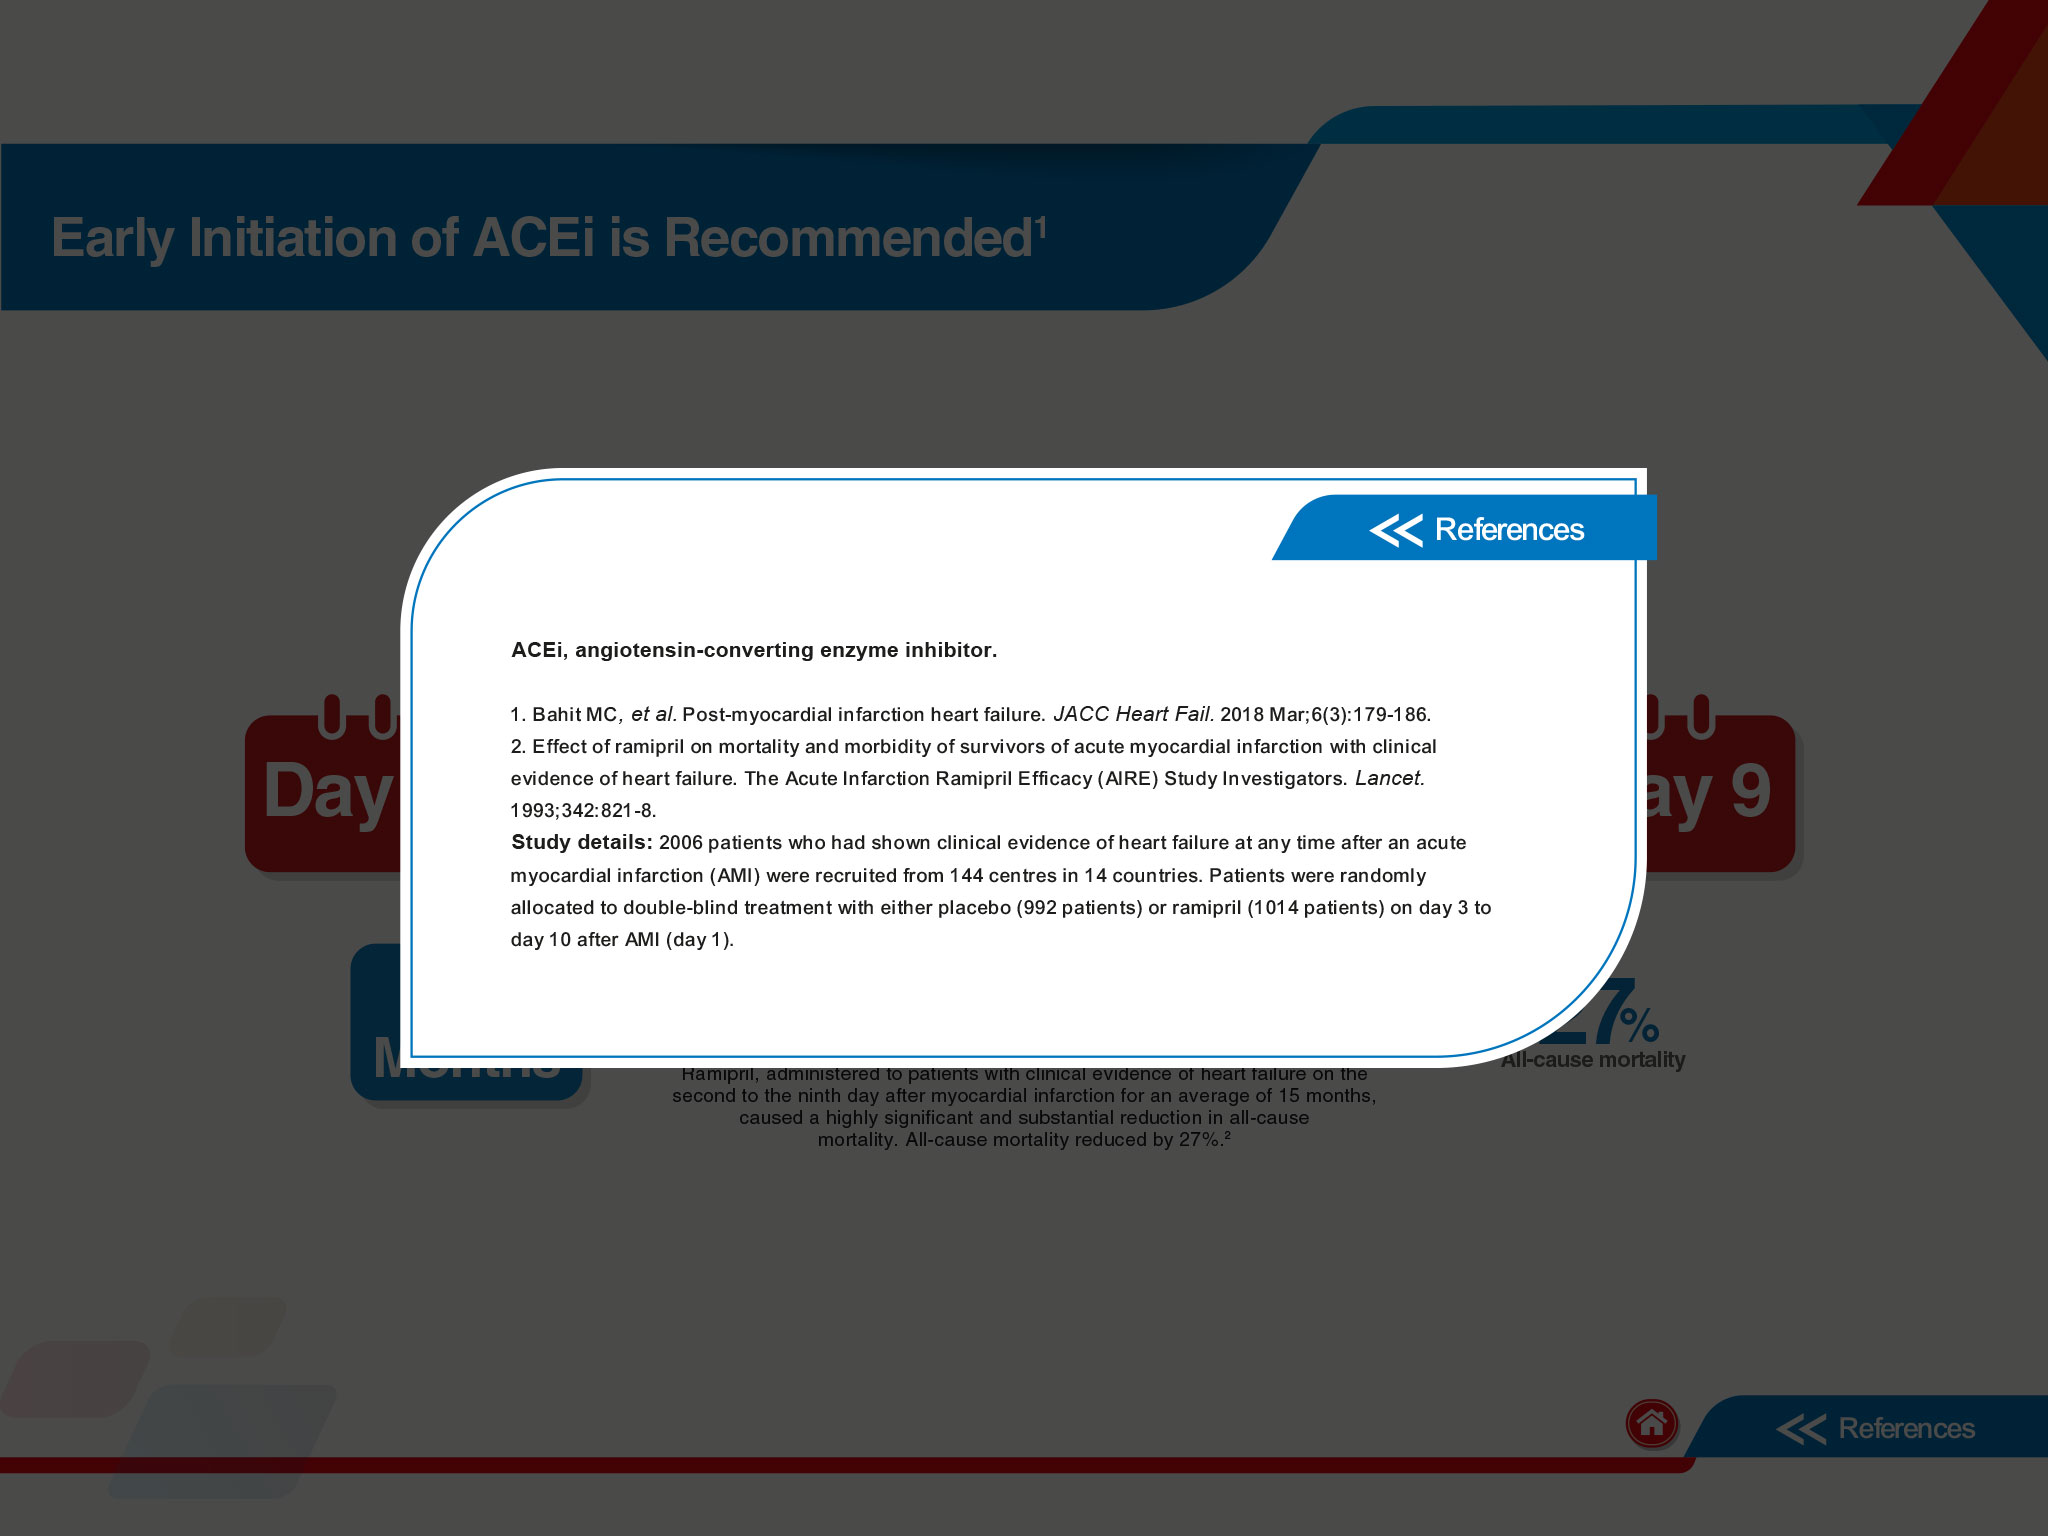 Early Initiation of ACEi is Recommended¹
References
ACEi, angiotensin-converting enzyme inhibitor.
1. Bahit MC, et al. Post-myocardial infarction heart failure. JACC Heart Fail. 2018 Mar;6(3):179-186.
2. Effect of ramipril on mortality and morbidity of survivors of acute myocardial infarction with clinical
evidence of heart failure. The Acute Infarction Ramipril Efficacy (AIRE) Study Investigators. Lancet.
1993;342:821-8.
Study details: 2006 patients who had shown clinical evidence of heart failure at any time after an acute
myocardial infarction (AMI) were recruited from 144 centres in 14 countries. Patients were randomly
allocated to double-blind treatment with either placebo (992 patients) or ramipril (1014 patients) on day 3 to
day 10 after AMI (day 1).
Day
ay 9
Months
27%
All-cause mortality
Ramipril, administered to patients with clinical evidence of heart failure on the
second to the ninth day after myocardial infarction for an average of 15 months,
caused a highly significant and substantial reduction in all-cause
mortality. All-cause mortality reduced by 27%.²
References